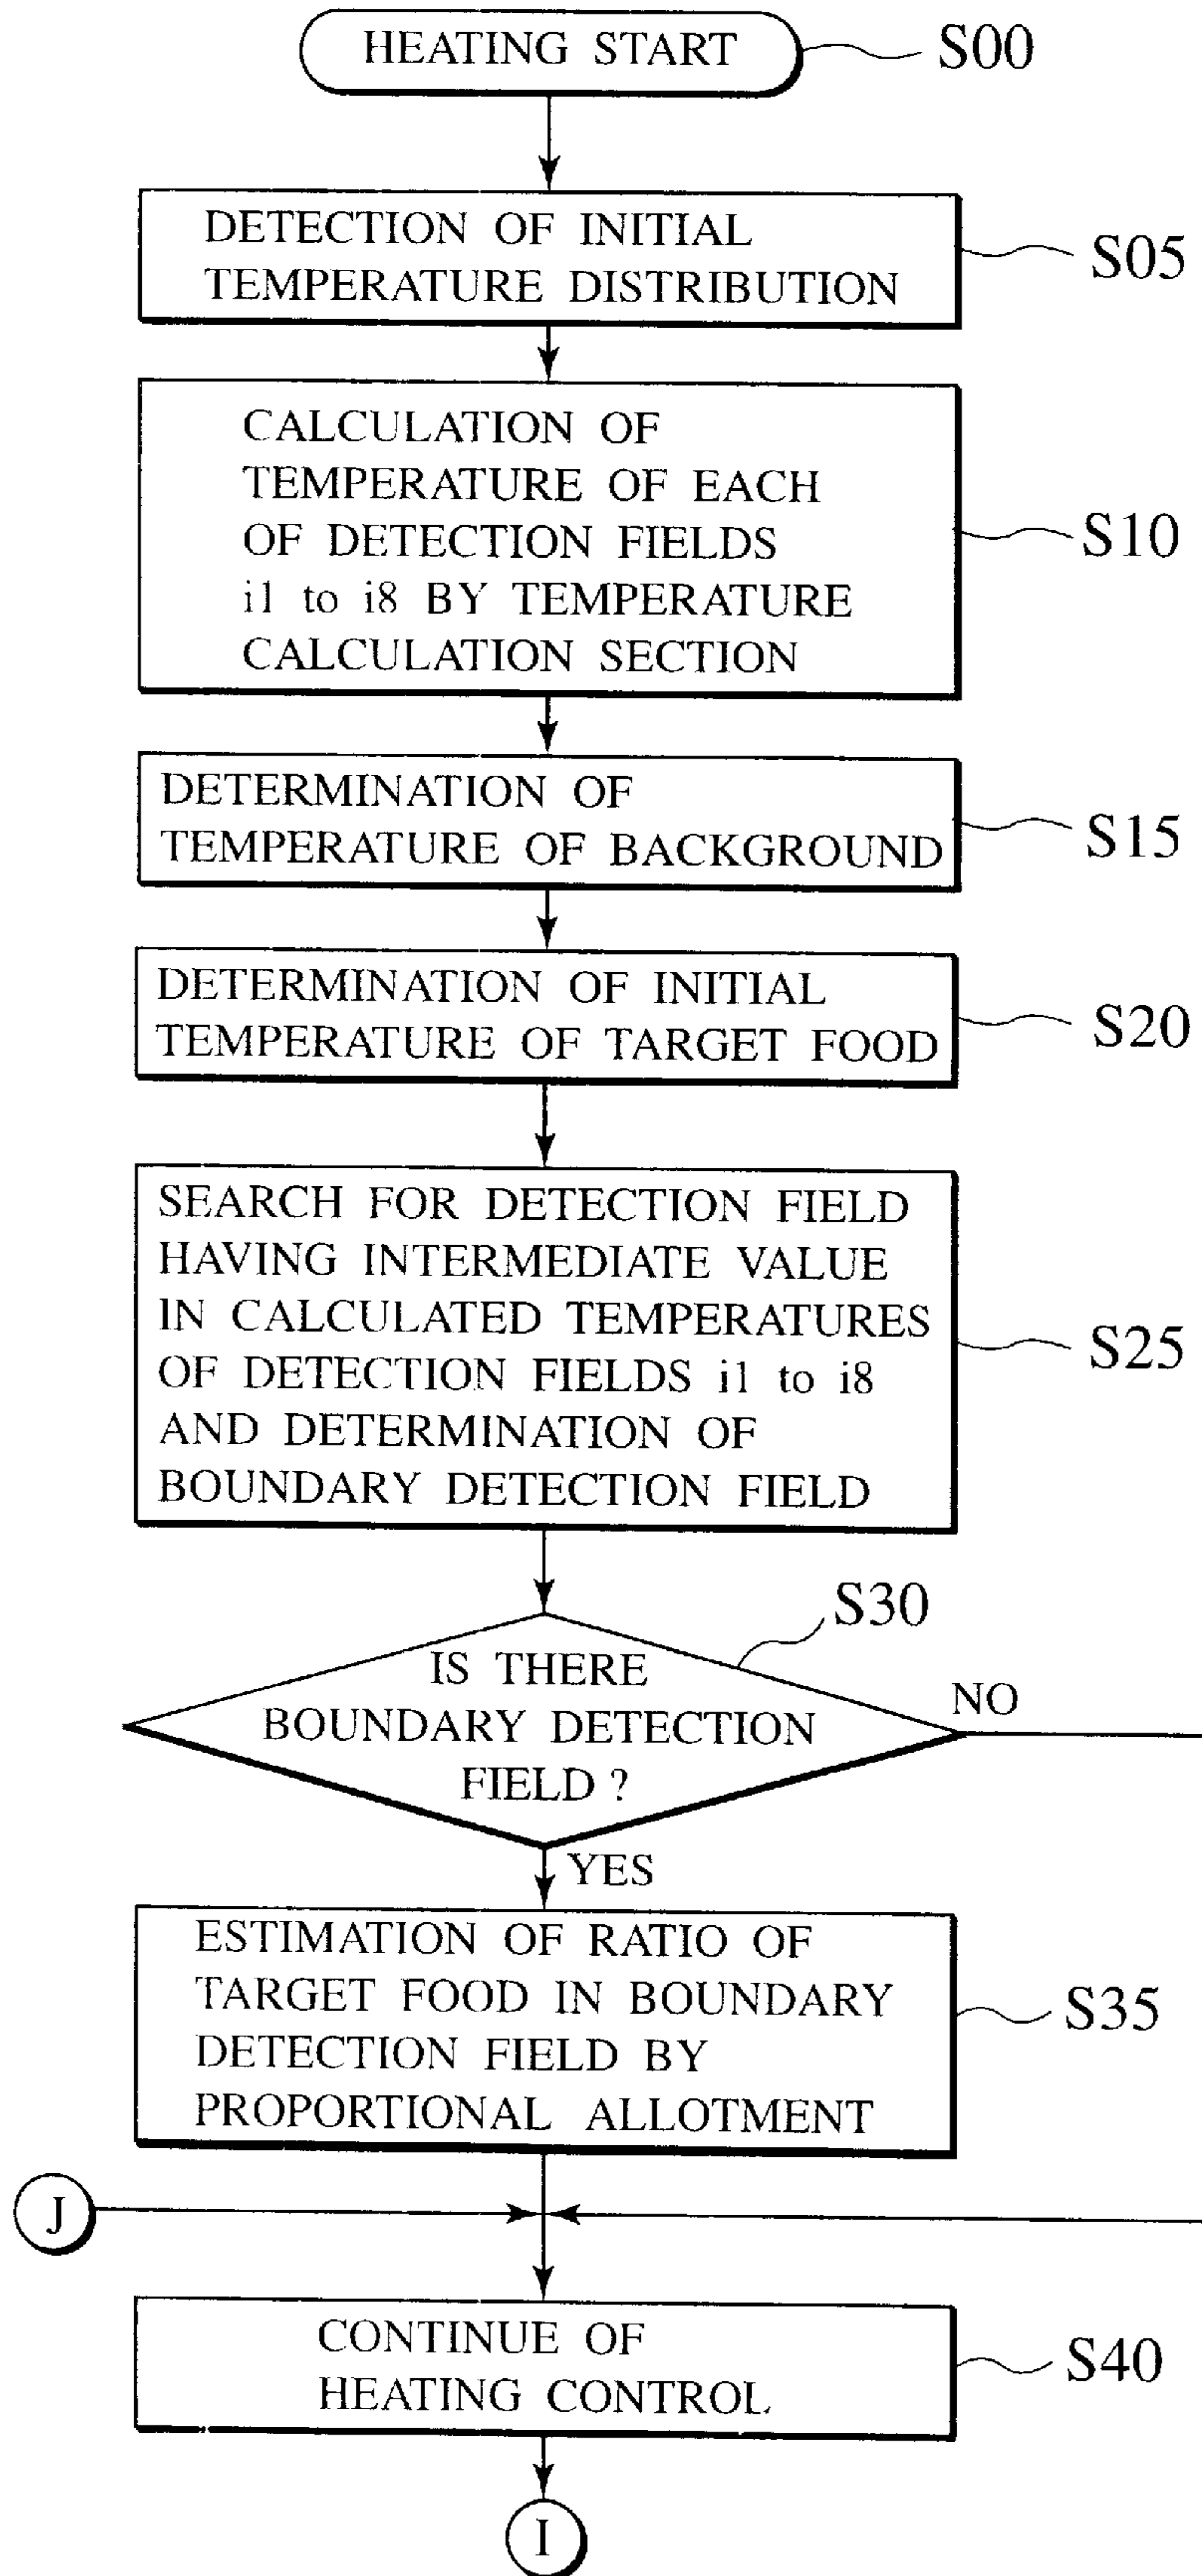 HEATING START
S00
DETECTION OF INITIAL
TEMPERATURE DISTRIBUTION
S05
CALCULATION OF
TEMPERATURE OF EACH
OF DETECTION FIELDS
i1 to i8 BY TEMPERATURE
CALCULATION SECTION
S10
DETERMINATION OF
TEMPERATURE OF BACKGROUND
S15
DETERMINATION OF INITIAL
TEMPERATURE OF TARGET FOOD
S20
SEARCH FOR DETECTION FIELD
HAVING INTERMEDIATE VALUE
IN CALCULATED TEMPERATURES
OF DETECTION FIELDS i1 to i8
AND DETERMINATION OF
BOUNDARY DETECTION FIELD
S25
S30
IS THERE
BOUNDARY DETECTION
FIELD ?
NO
YES
ESTIMATION OF RATIO OF
TARGET FOOD IN BOUNDARY
DETECTION FIELD BY
PROPORTIONAL ALLOTMENT
S35
J
CONTINUE OF
HEATING CONTROL
S40
I